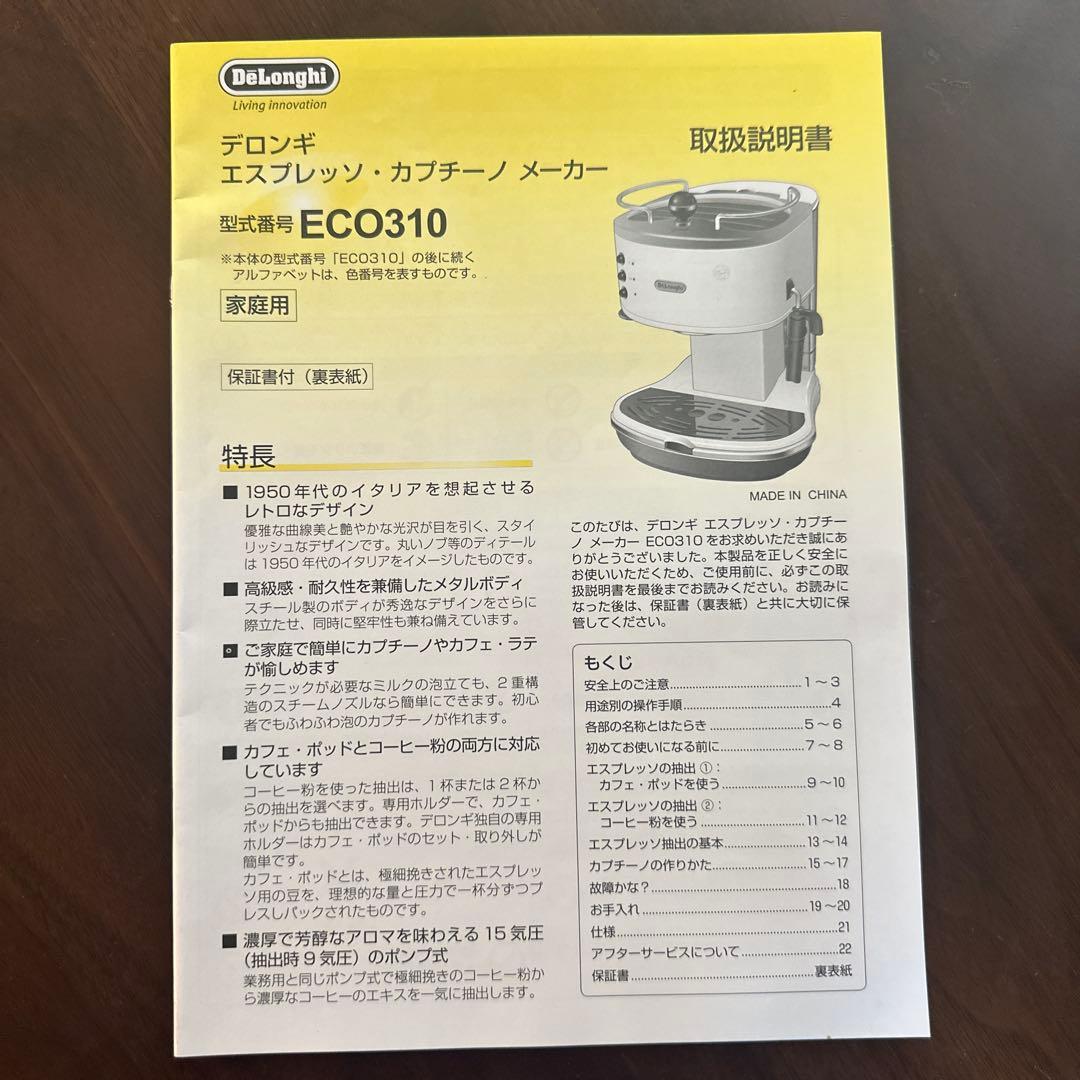 DeLonghi
Living innovation
デロンギ
エスプレッソ・カプチーノ メーカー
取扱説明書
型式番号 ECO310
※本体の型式番号「ECO310」の後に続く
アルファベットは、色番号を表すものです。
家庭用
保証書付（裏表紙）
DeLonghi
MADE IN CHINA
特長
■ 1950年代のイタリアを想起させる
レトロなデザイン
優雅な曲線美と艶やかな光沢が目を引く、スタイ
リッシュなデザインです。丸いノブ等のディテール
は1950年代のイタリアをイメージしたものです。
■ 高級感・耐久性を兼備したメタルボディ
スチール製のボディが秀逸なデザインをさらに
際立たせ、同時に堅牢性も兼ね備えています。
■ ご家庭で簡単にカプチーノやカフェ・ラテ
が愉しめます
テクニックが必要なミルクの泡立ても、2重構
造のスチームノズルなら簡単にできます。初心
者でもふわふわ泡のカプチーノが作れます。
■ カフェ・ポッドとコーヒー粉の両方に対応
しています
コーヒー粉を使った抽出は、1杯または2杯か
らの抽出を選べます。専用ホルダーで、カフェ・
ポッドからも抽出できます。デロンギ独自の専用
ホルダーはカフェ・ポッドのセット・取り外しが
簡単です。
カフェ・ポッドとは、極細挽きされたエスプレッ
ソ用の豆を、理想的な量と圧力で一杯分ずつプ
レスしパックされたものです。
■ 濃厚で芳醇なアロマを味わえる15気圧
（抽出時9気圧）のポンプ式
業務用と同じポンプ式で極細挽きのコーヒー粉か
ら濃厚なコーヒーのエキスを一気に抽出します。
このたびは、デロンギ エスプレッソ・カプチー
ノ メーカー ECO310をお求めいただき誠にあ
りがとうございました。本製品を正しく安全に
お使いいただくため、ご使用前に、必ずこの取
扱説明書を最後までお読みください。お読みに
なった後は、保証書（裏表紙）と共に大切に保
管してください。
もくじ
安全上のご注意……1～3
用途別の操作手順……4
各部の名称とはたらき……5～6
初めてお使いになる前に……7～8
エスプレッソの抽出 ①：
カフェ・ポッドを使う……9～10
エスプレッソの抽出 ②：
コーヒー粉を使う……11～12
エスプレッソ抽出の基本……13～14
カプチーノの作りかた……15～17
故障かな？……18
お手入れ……19～20
仕様……21
アフターサービスについて……22
保証書……裏表紙